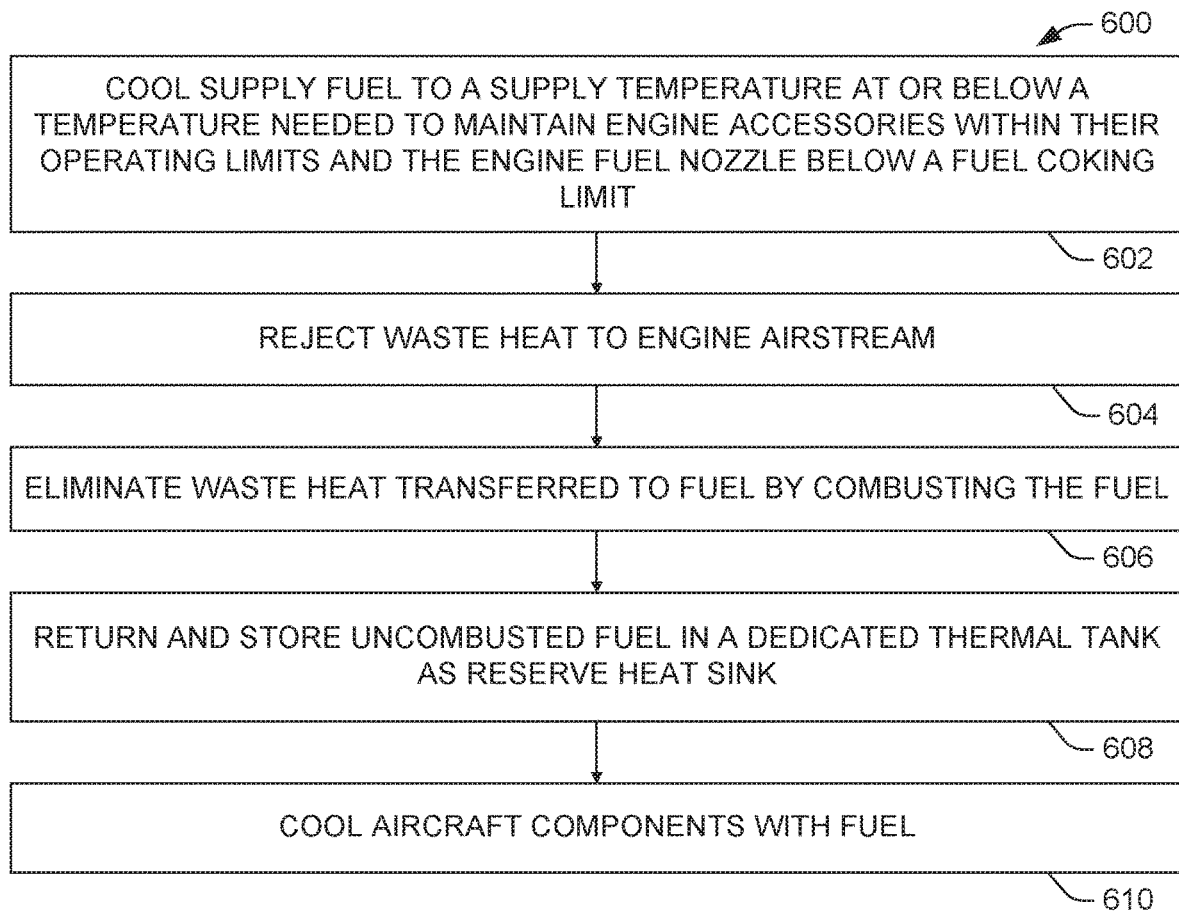 600
COOL SUPPLY FUEL TO A SUPPLY TEMPERATURE AT OR BELOW A
TEMPERATURE NEEDED TO MAINTAIN ENGINE ACCESSORIES WITHIN THEIR
OPERATING LIMITS AND THE ENGINE FUEL NOZZLE BELOW A FUEL COKING
LIMIT
602
REJECT WASTE HEAT TO ENGINE AIRSTREAM
604
ELIMINATE WASTE HEAT TRANSFERRED TO FUEL BY COMBUSTING THE FUEL
606
RETURN AND STORE UNCOMBUSTED FUEL IN A DEDICATED THERMAL TANK
AS RESERVE HEAT SINK
608
COOL AIRCRAFT COMPONENTS WITH FUEL
610